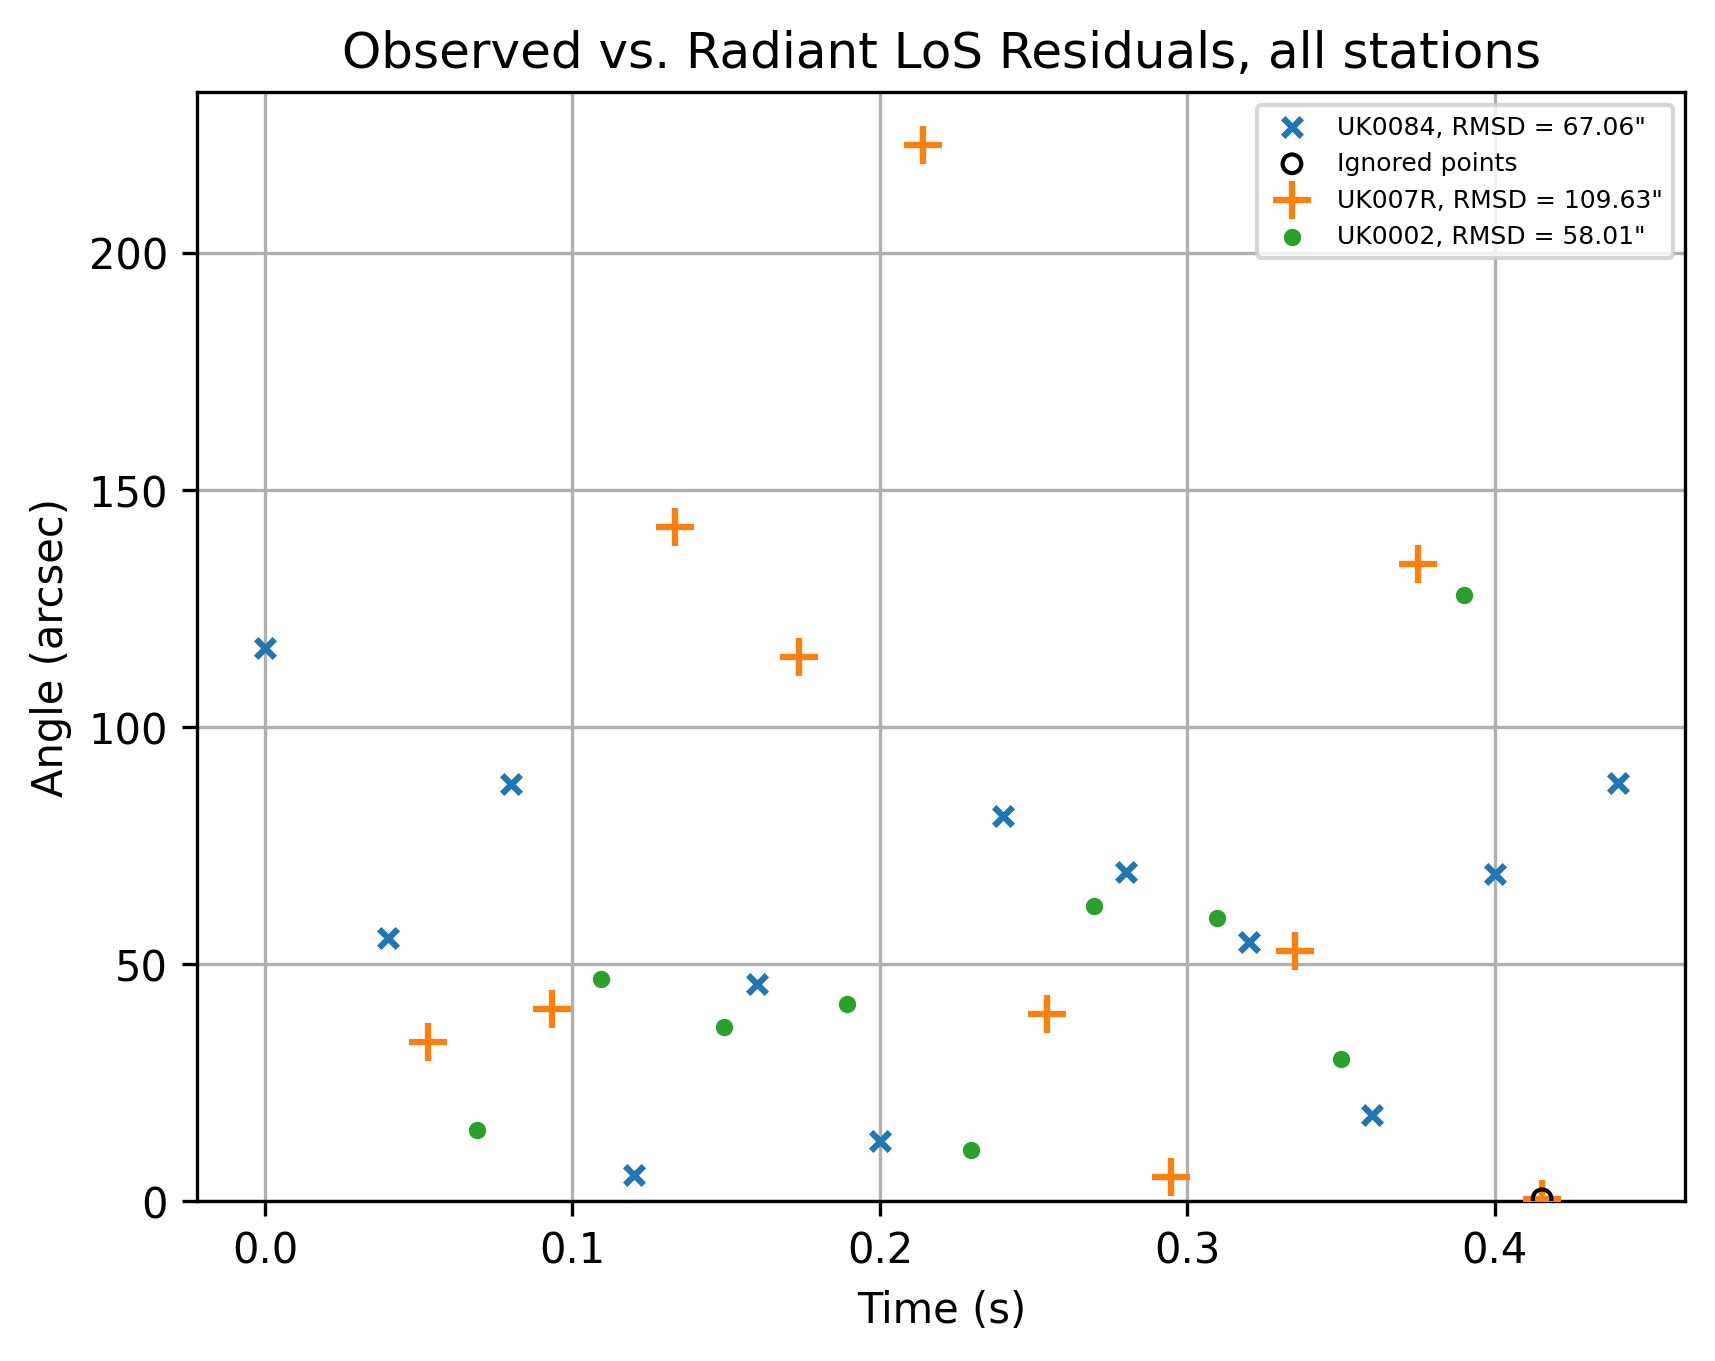 Observed vs. Radiant LoS Residuals, all stations
UK0084, RMSD = 67.06"
Ignored points
UK007R, RMSD = 109.63"
UK0002, RMSD = 58.01"
200
150
100
50
0
Angle (arcsec)
0.0 0.1 0.2 0.3 0.4
Time (s)